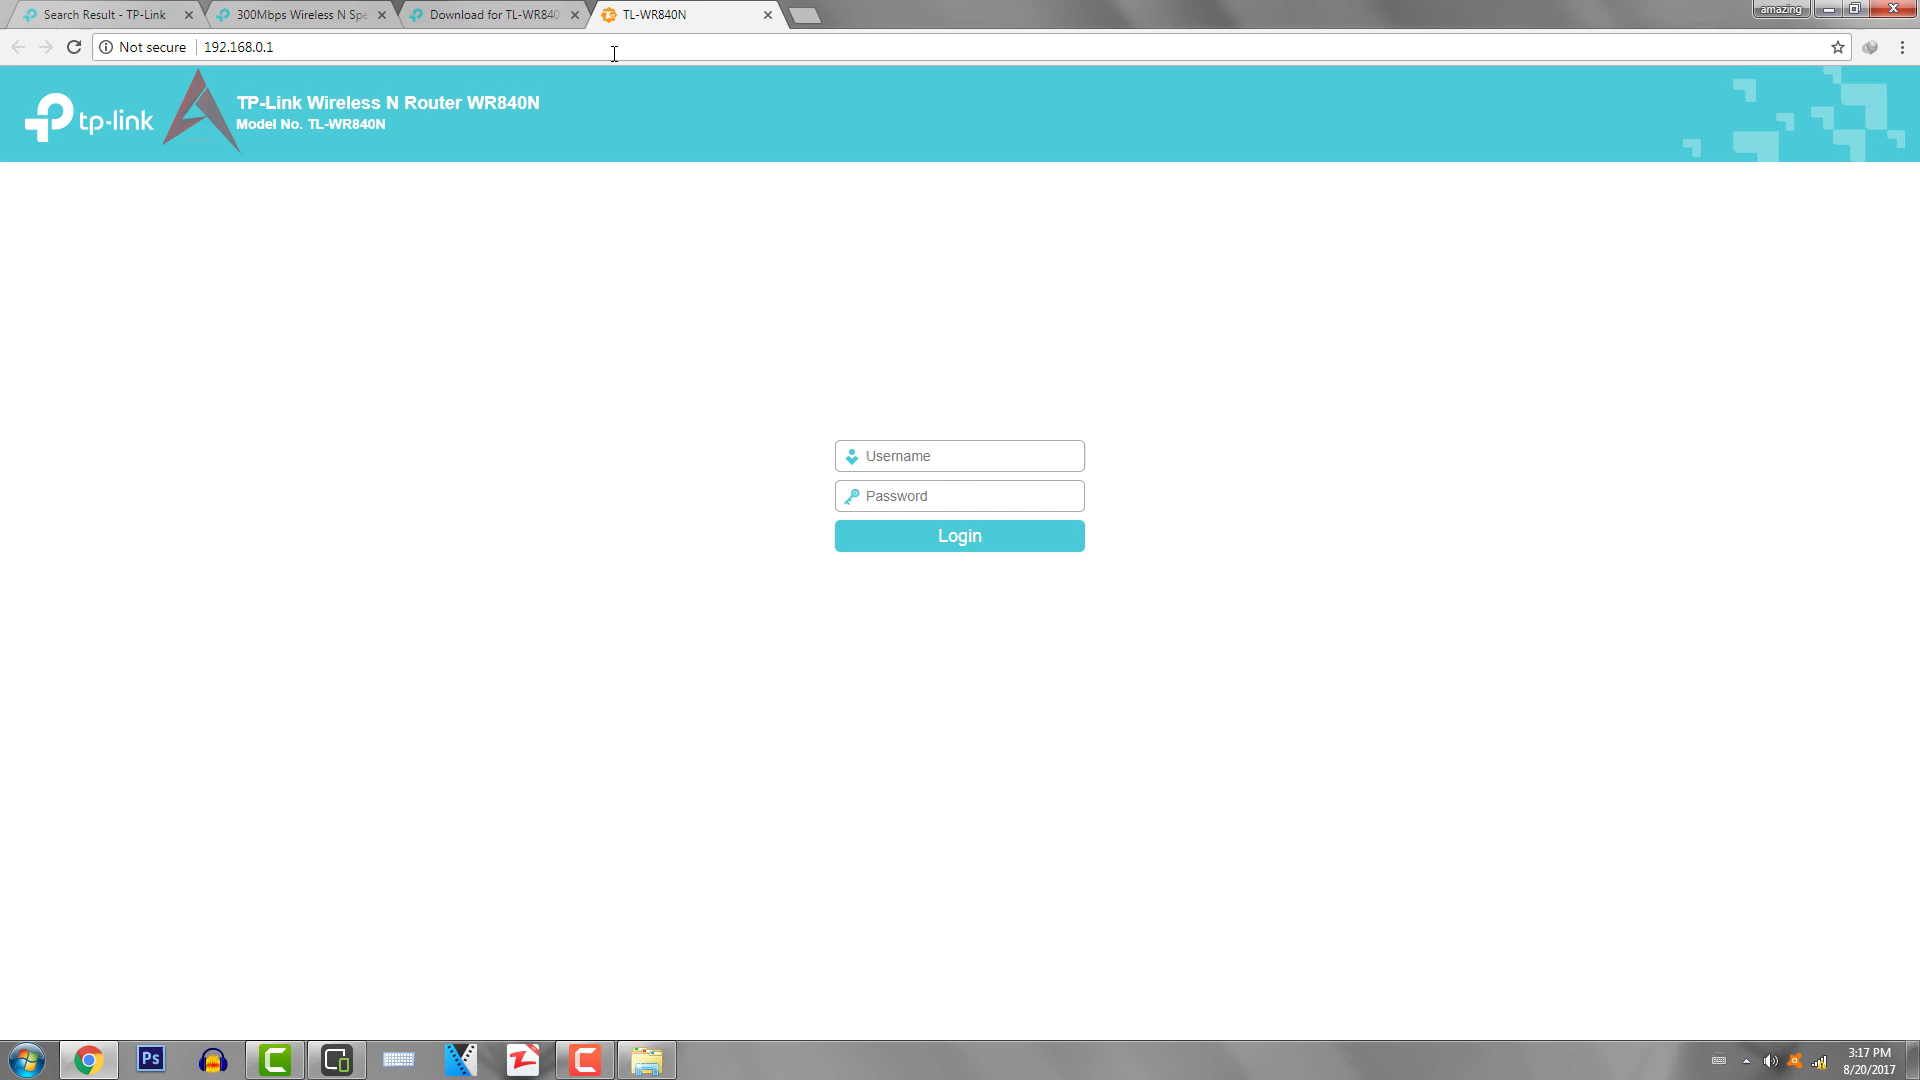 Search Result - TP-Link
300Mbps Wireless N Spe
Download for TL-WR840
TL-WR840N
amazing
Not secure
192.168.0.1
tp-link
TP-Link Wireless N Router WR840N
Model No. TL-WR840N
Username
Password
Login
Ps
3:17 PM
8/20/2017